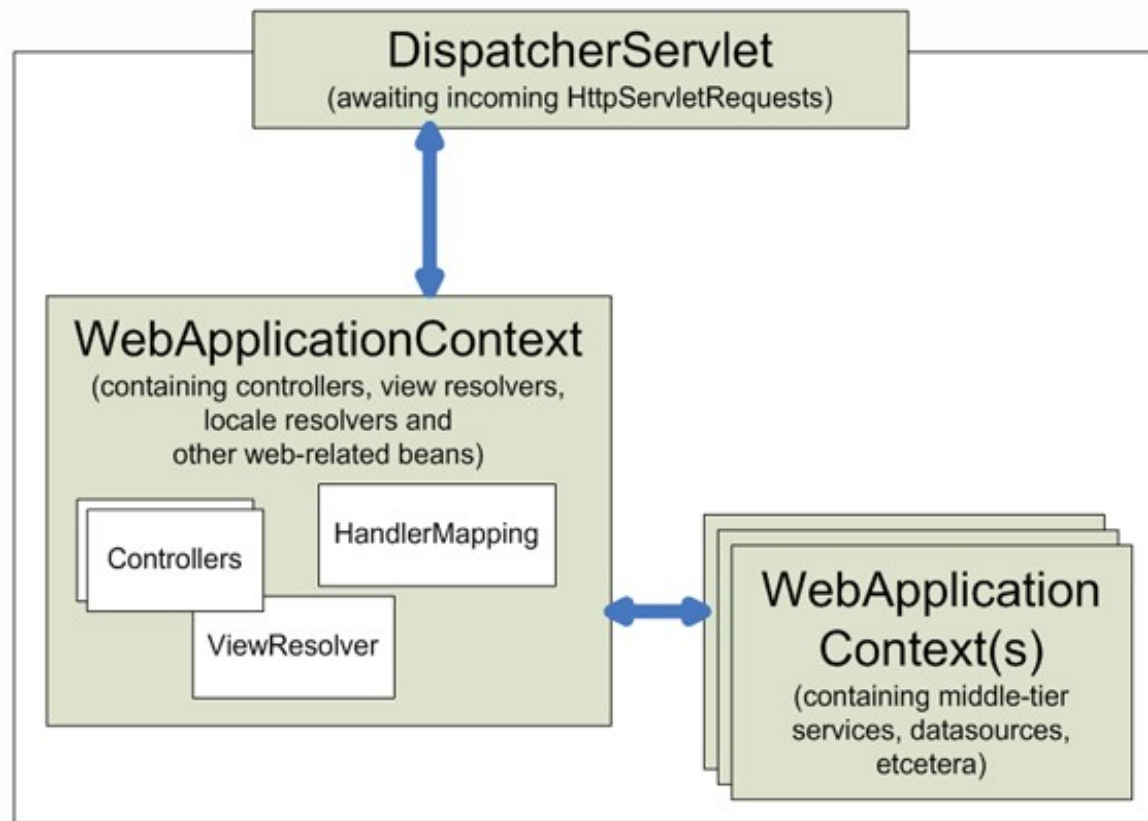 DispatcherServlet
(awaiting incoming HttpServletRequests)
WebApplicationContext
(containing controllers, view resolvers,
locale resolvers and
other web-related beans)
Controllers
HandlerMapping
ViewResolver
WebApplication
Context(s)
(containing middle-tier
services, datasources,
etcetera)